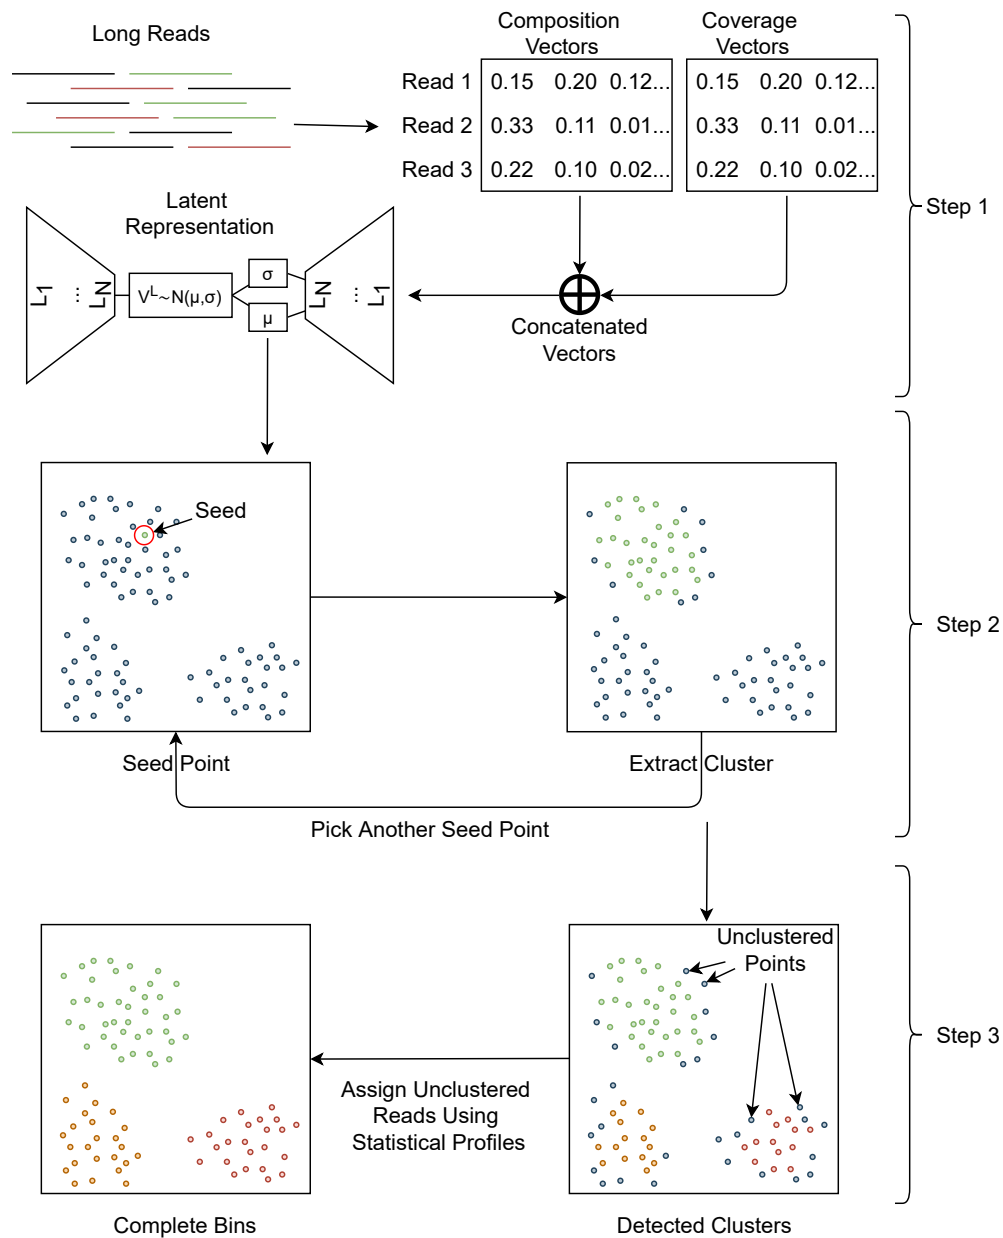 Long Reads
Composition
Vectors
Coverage
Vectors
Read 1 0.15 0.20 0.12... 0.15 0.20 0.12...
Read 2 0.33 0.11 0.01... 0.33 0.11 0.01...
Read 3 0.22 0.10 0.02... 0.22 0.10 0.02...
Step 1
Latent
Representation
L1 ... LN
V^L~N(μ,σ)
σ
μ
LN ... L1
Concatenated
Vectors
Seed
Step 2
Seed Point
Extract Cluster
Pick Another Seed Point
Unclustered
Points
Step 3
Assign Unclustered
Reads Using
Statistical Profiles
Complete Bins
Detected Clusters